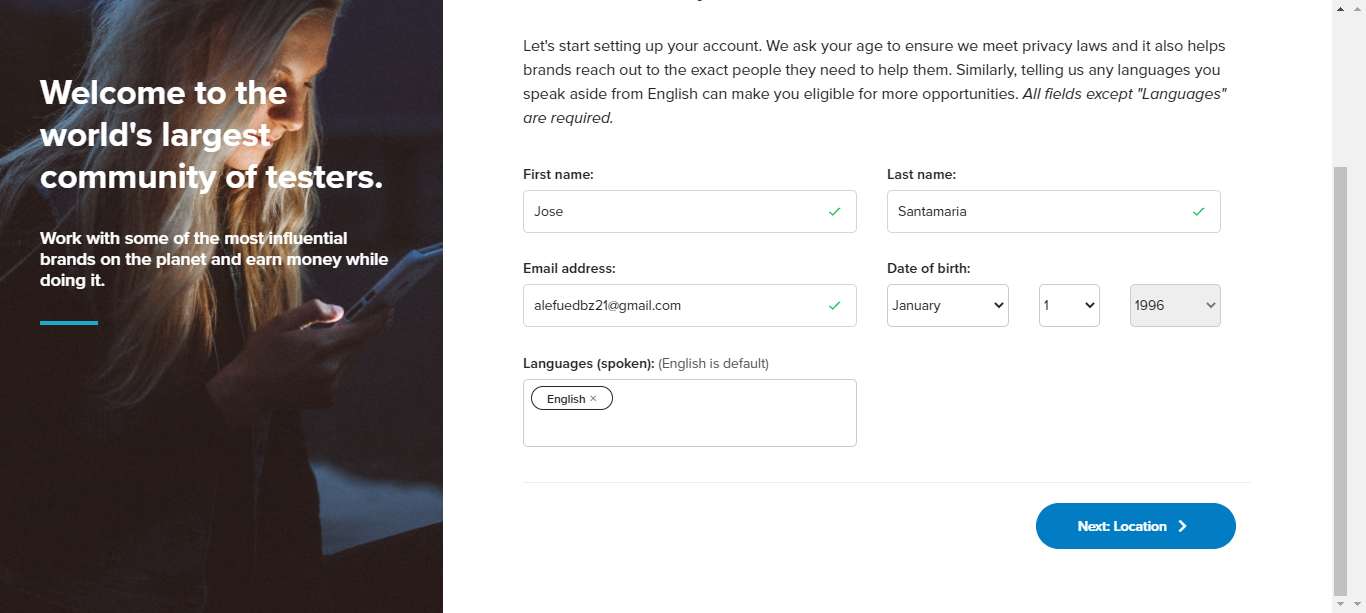 Welcome to the
world's largest
community of testers.
Work with some of the most influential
brands on the planet and earn money while
doing it.
Let's start setting up your account. We ask your age to ensure we meet privacy laws and it also helps
brands reach out to the exact people they need to help them. Similarly, telling us any languages you
speak aside from English can make you eligible for more opportunities. All fields except "Languages"
are required.
First name: Last name:
Jose Santamaria
Email address: Date of birth:
alefuedbz21@gmail.com January 1 1996
Languages (spoken): (English is default)
English ×
Next: Location